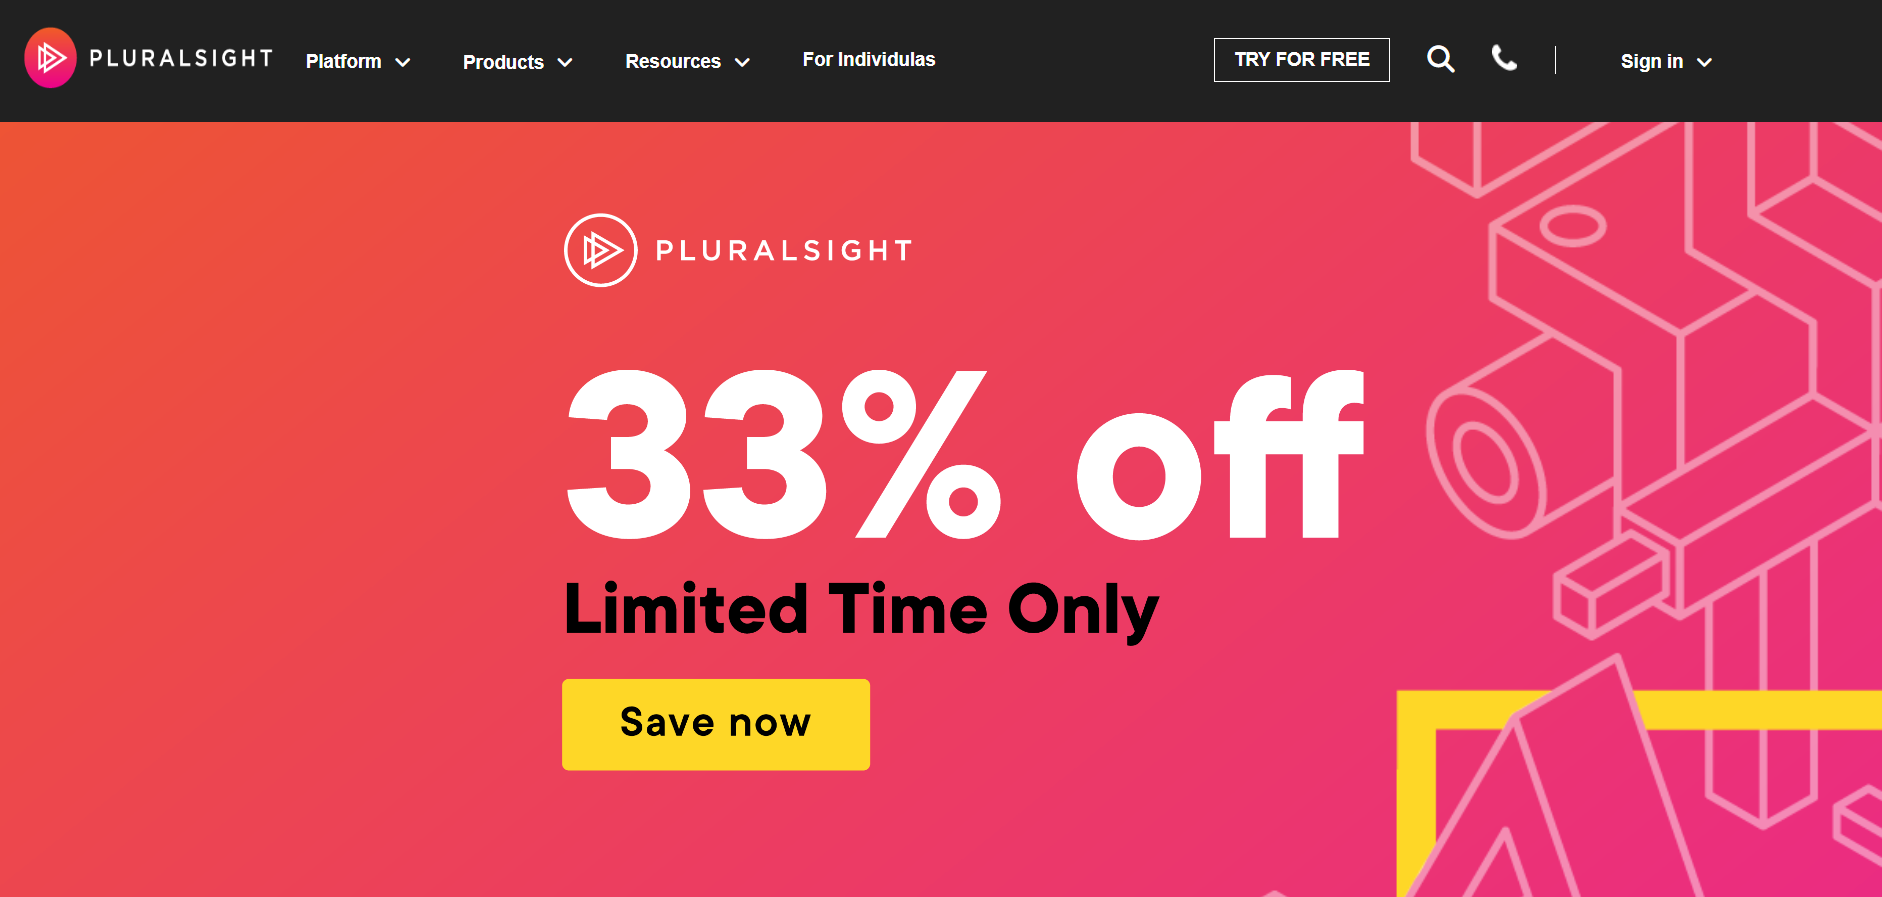 PLURALSIGHT Platform Products Resources For Individulas TRY FOR FREE Sign in
PLURALSIGHT
33% off
Limited Time Only
Save now